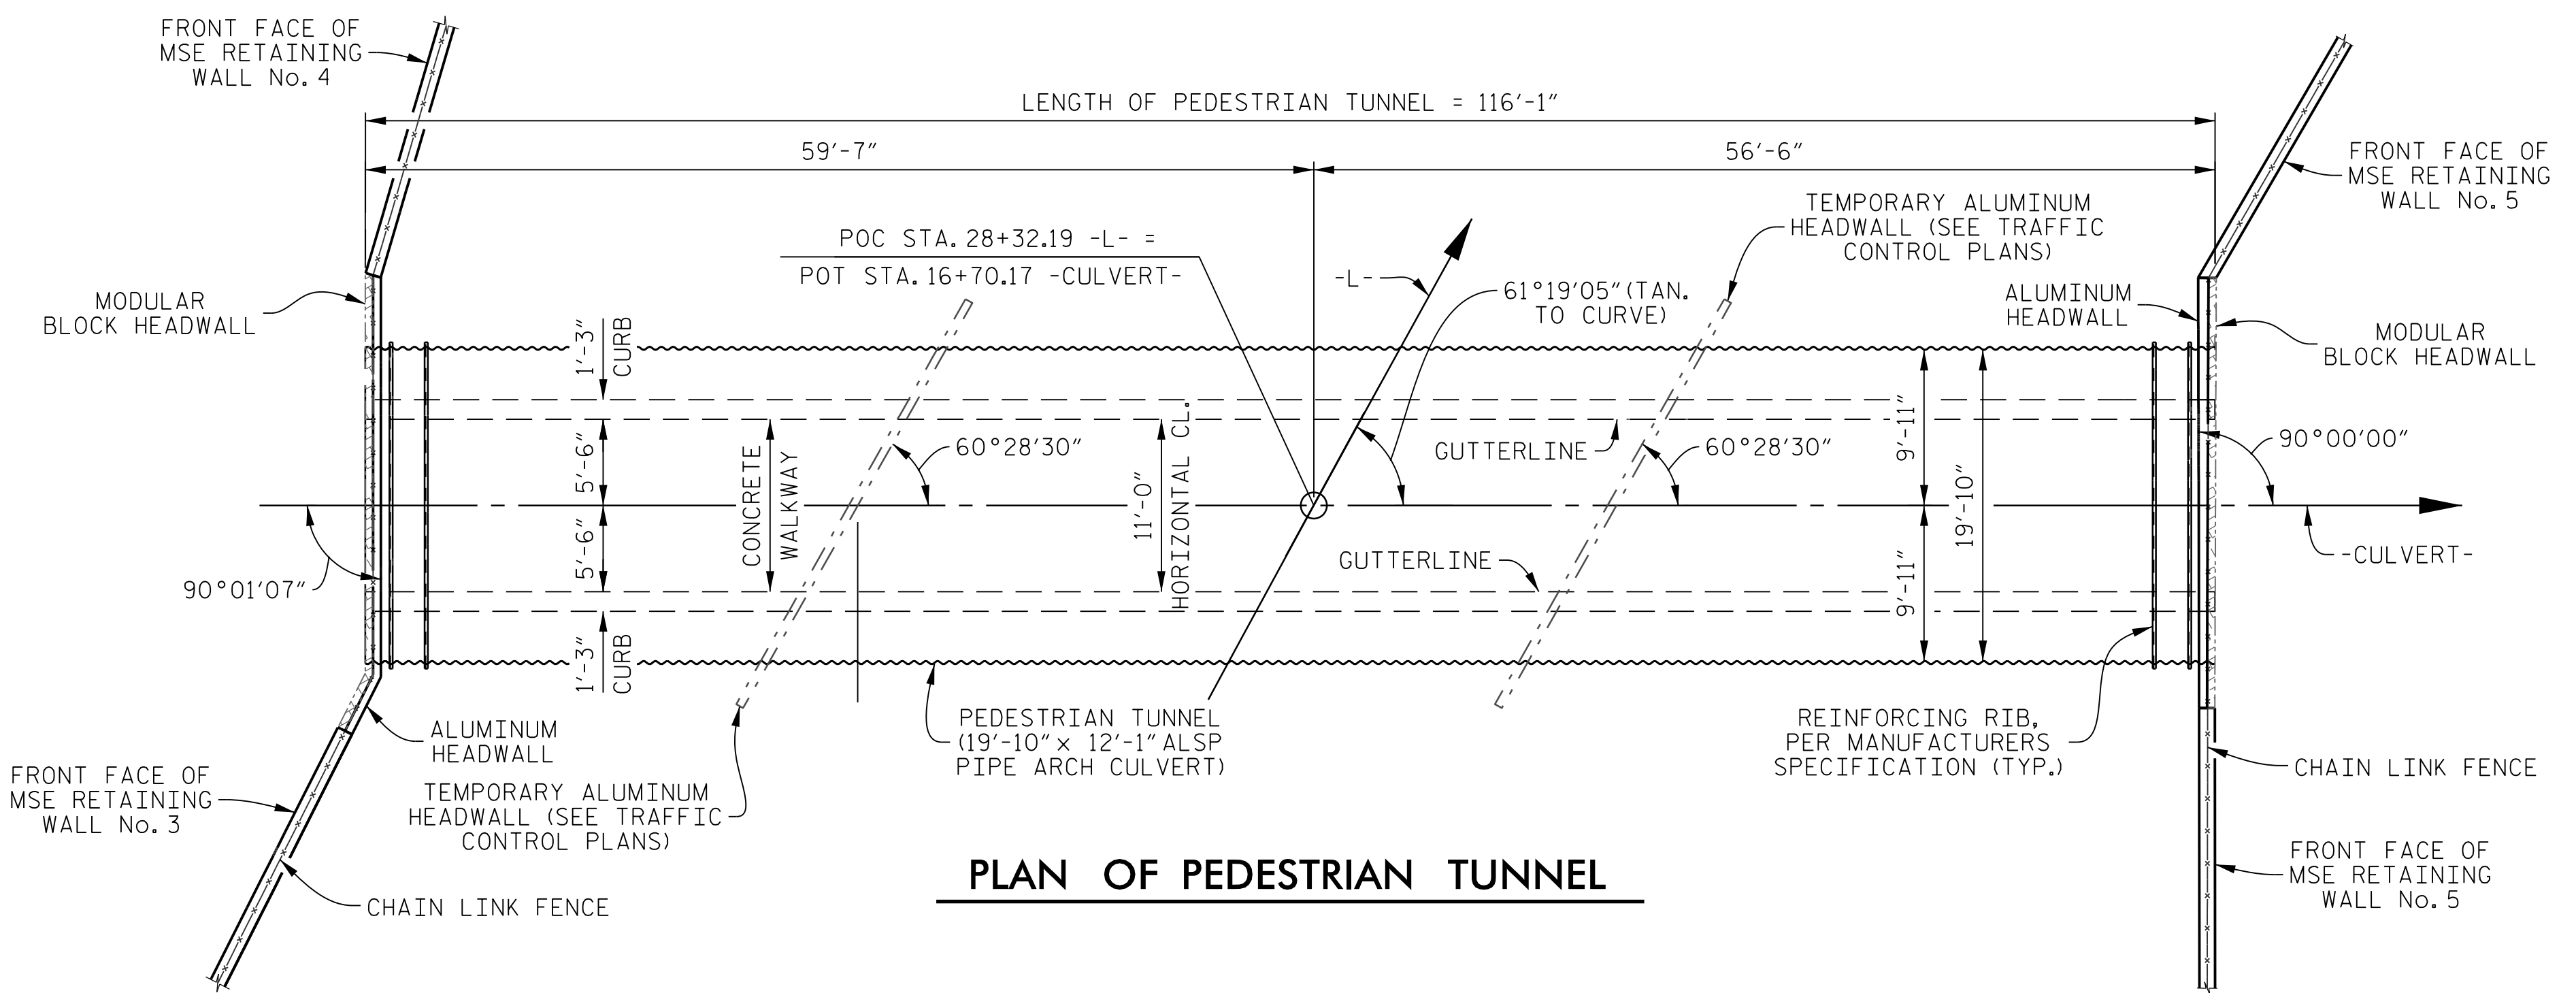 FRONT FACE OF
MSE RETAINING
WALL No. 4
LENGTH OF PEDESTRIAN TUNNEL = 116'-1"
59'-7"
56'-6"
FRONT FACE OF
MSE RETAINING
WALL No. 5
TEMPORARY ALUMINUM
HEADWALL (SEE TRAFFIC
CONTROL PLANS)
POC STA. 28+32.19 -L- =
POT STA. 16+70.17 -CULVERT-
-L-
61°19'05" (TAN.
TO CURVE)
MODULAR
BLOCK HEADWALL
ALUMINUM
HEADWALL
MODULAR
BLOCK HEADWALL
1'-3"
CURB
5'-6"
5'-6"
1'-3"
CURB
CONCRETE
WALKWAY
60°28'30"
11'-0"
HORIZONTAL CL.
GUTTERLINE
60°28'30"
9'-11"
9'-11"
19'-10"
90°00'00"
GUTTERLINE
-CULVERT-
90°01'07"
ALUMINUM
HEADWALL
PEDESTRIAN TUNNEL
(19'-10" x 12'-1" ALSP
PIPE ARCH CULVERT)
REINFORCING RIB,
PER MANUFACTURERS
SPECIFICATION (TYP.)
CHAIN LINK FENCE
FRONT FACE OF
MSE RETAINING
WALL No. 3
TEMPORARY ALUMINUM
HEADWALL (SEE TRAFFIC
CONTROL PLANS)
FRONT FACE OF
MSE RETAINING
WALL No. 5
CHAIN LINK FENCE
PLAN OF PEDESTRIAN TUNNEL